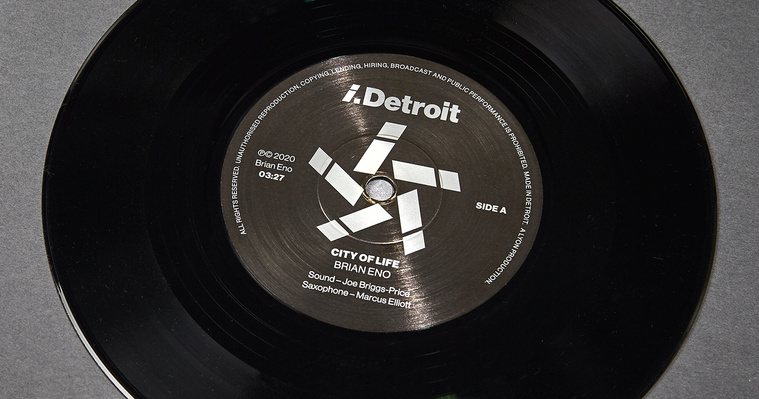 ALL RIGHTS RESERVED. UNAUTHORISED REPRODUCTION, COPYING, LENDING, HIRING, BROADCAST AND PUBLIC PERFORMANCE IS PROHIBITED. MADE IN DETROIT. A LYON PRODUCTION.
i.Detroit
℗© 2020
Brian Eno
03:27
SIDE A
CITY OF LIFE
BRIAN ENO
Sound – Joe Briggs-Price
Saxophone – Marcus Elliott